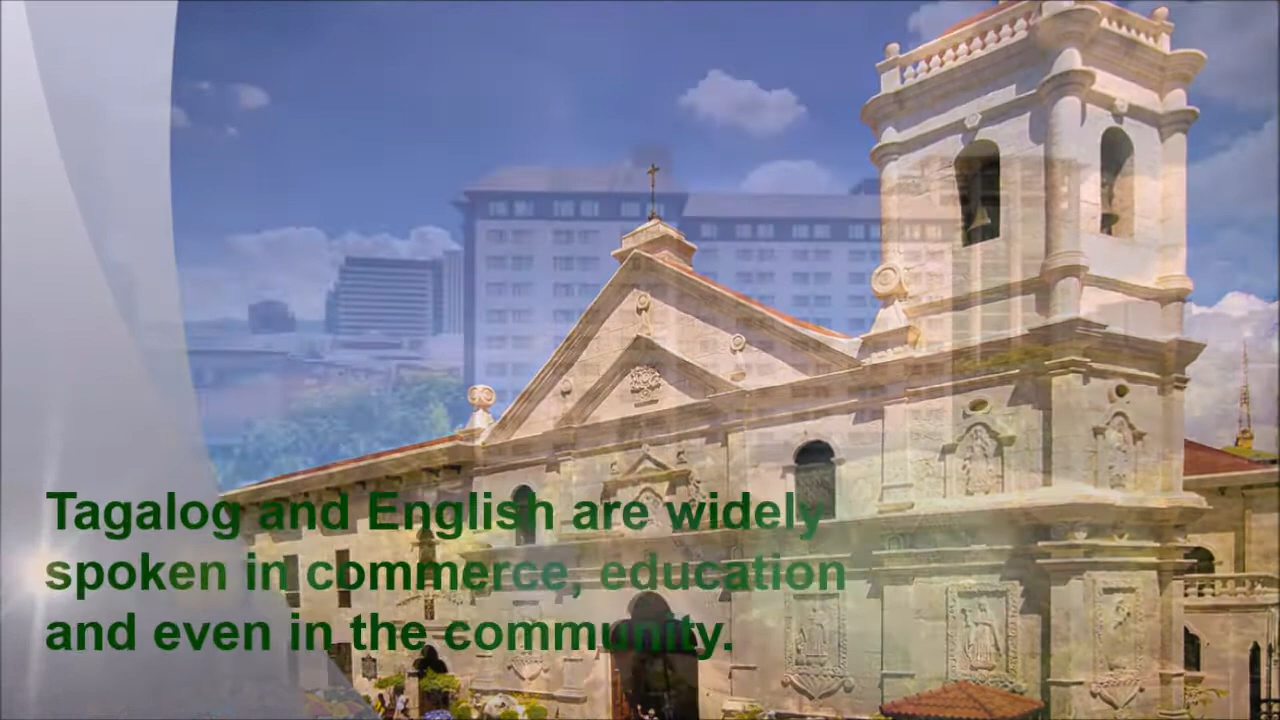 Tagalog and English are widely
spoken in commerce, education
and even in the community.